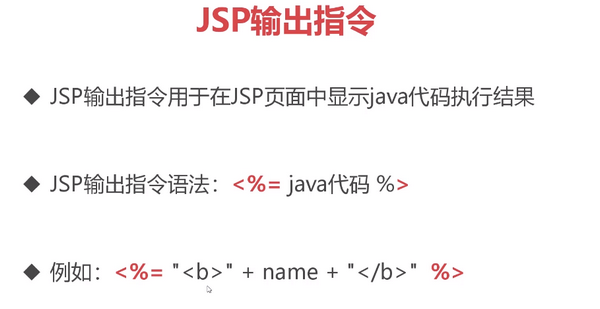 JSP输出指令
◆ JSP输出指令用于在JSP页面中显示java代码执行结果
◆ JSP输出指令语法：<%= java代码 %>
◆ 例如：<%= "<b>" + name + "</b>" %>